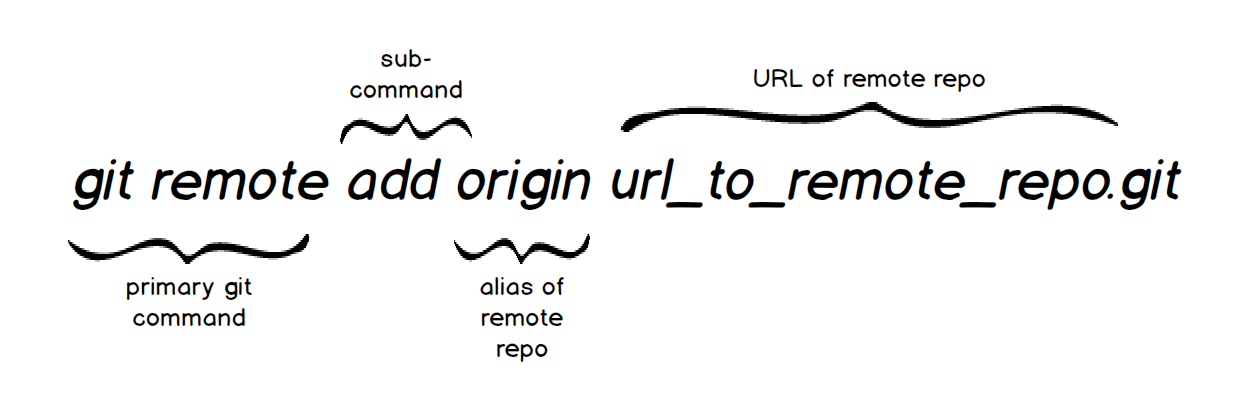 sub-
command
URL of remote repo
git remote add origin url_to_remote_repo.git
primary git
command
alias of
remote
repo